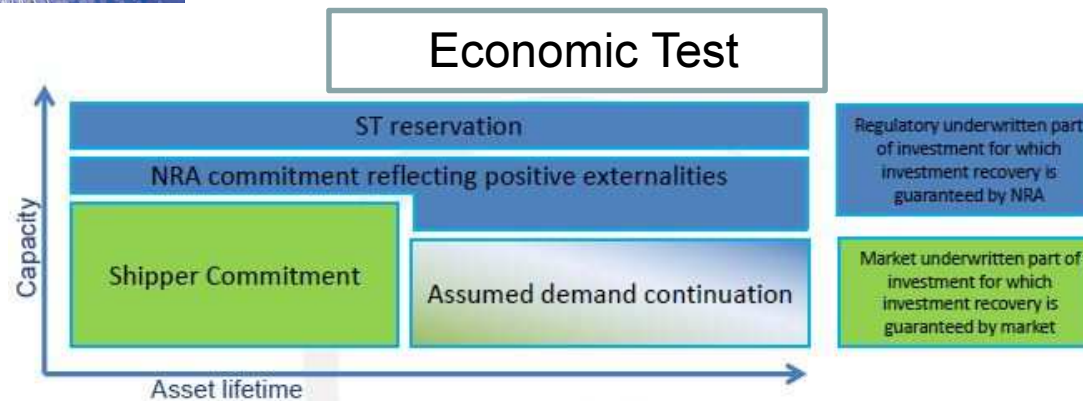 Economic Test
ST reservation
NRA commitment reflecting positive externalities
Shipper Commitment
Assumed demand continuation
Capacity
Asset lifetime
Regulatory underwritten part
of investment for which
investment recovery is
guaranteed by NRA
Market underwritten part of
investment for which
investment recovery is
guaranteed by market